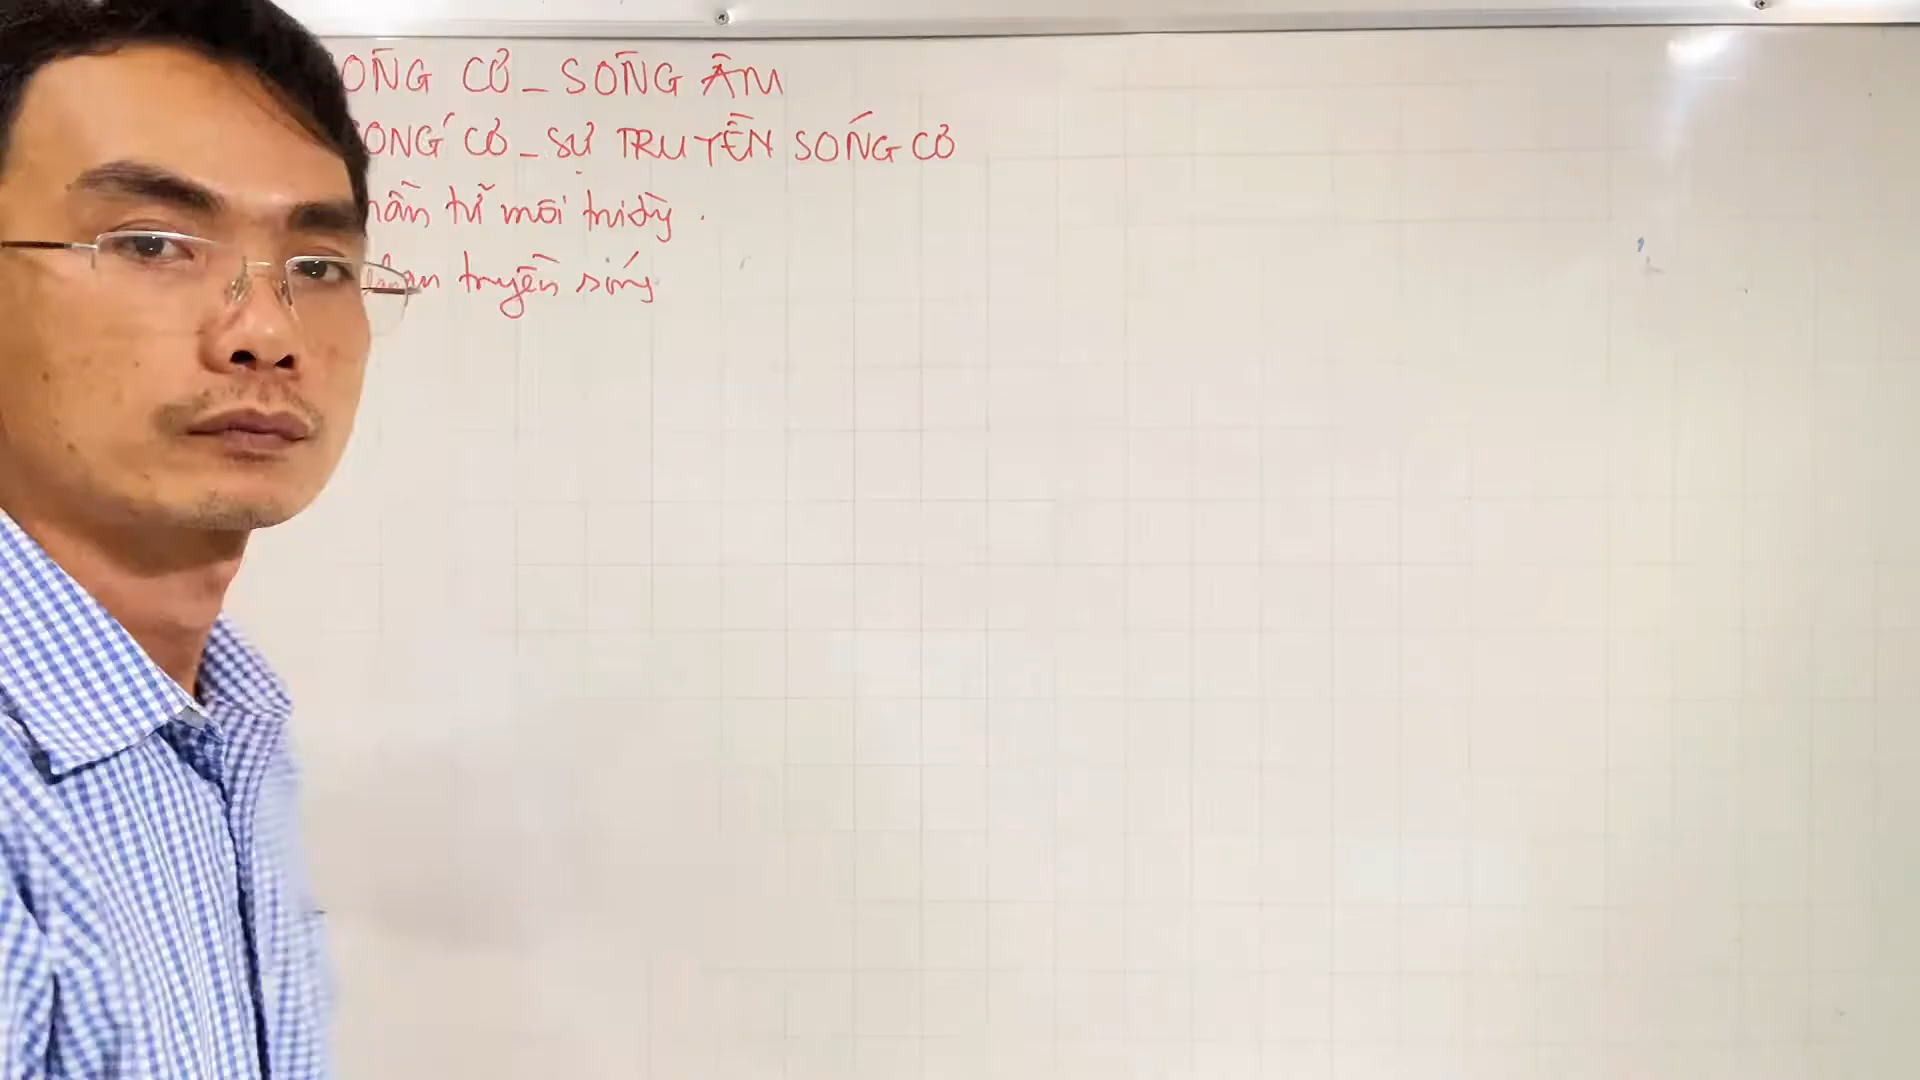 ÓNG CƠ - SÓNG ÂM
ÓNG CƠ - SỰ TRUYỀN SÓNG CƠ
hần tử môi trường.
truyền sóng